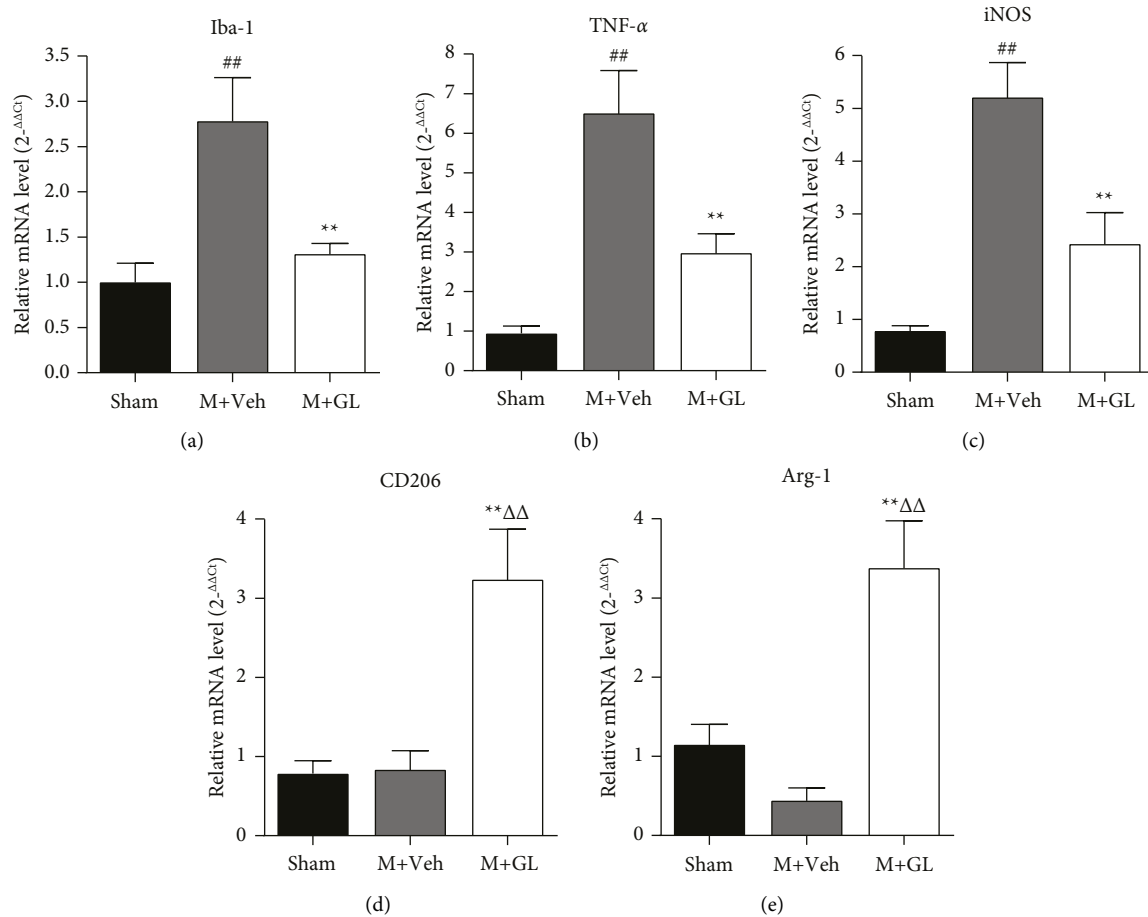 Iba-1
Relative mRNA level (2-ΔΔCt)
3.5
3.0
2.5
2.0
1.5
1.0
0.5
0.0
##
**
Sham M+Veh M+GL
(a)
TNF-α
Relative mRNA level (2-ΔΔCt)
8
7
6
5
4
3
2
1
0
##
**
Sham M+Veh M+GL
(b)
iNOS
Relative mRNA level (2-ΔΔCt)
6
5
4
3
2
1
0
##
**
Sham M+Veh M+GL
(c)
CD206
Relative mRNA level (2-ΔΔCt)
4
3
2
1
0
**ΔΔ
Sham M+Veh M+GL
(d)
Arg-1
Relative mRNA level (2-ΔΔCt)
4
3
2
1
0
**ΔΔ
Sham M+Veh M+GL
(e)